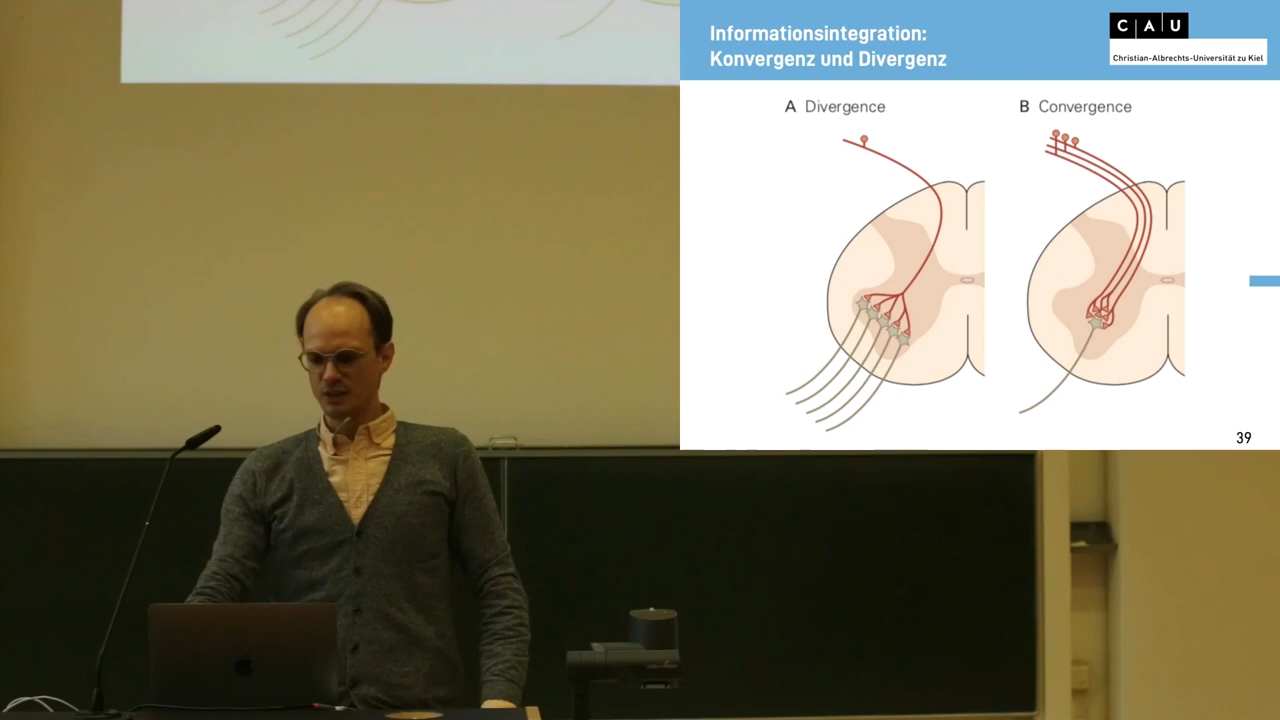 Informationsintegration:
Konvergenz und Divergenz
C A U
Christian-Albrechts-Universität zu Kiel
A Divergence
B Convergence
39